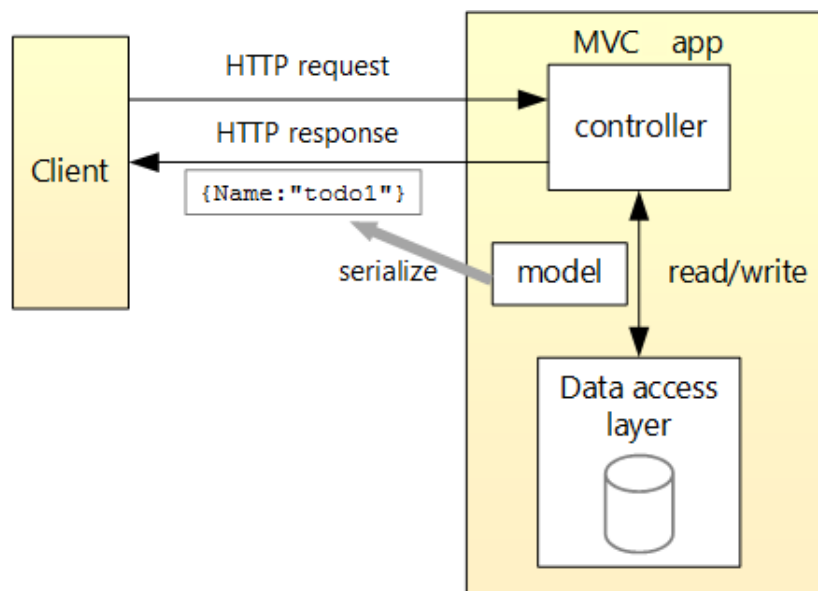 MVC app
HTTP request
controller
HTTP response
Client
{Name:"todo1"}
serialize
model
read/write
Data access
layer